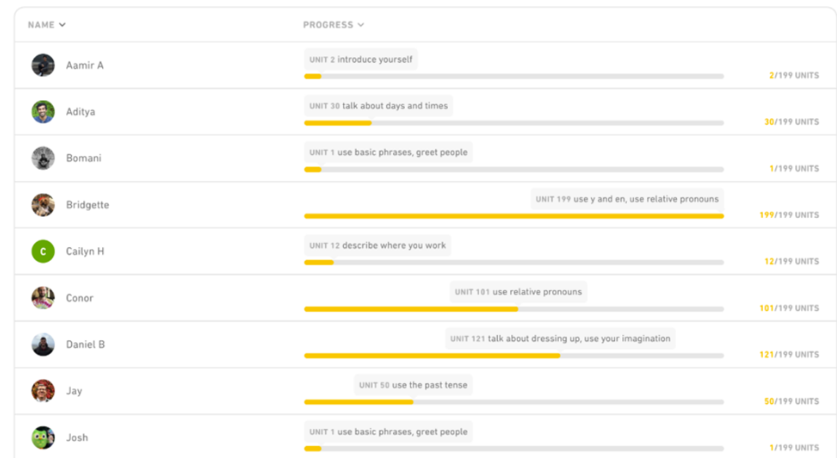 NAME PROGRESS
UNIT 2 introduce yourself
Aamir A
2/199 UNITS
UNIT 30 talk about days and times
Aditya
30/199 UNITS
UNIT 1 use basic phrases, greet people
Bomani
1/199 UNITS
UNIT 199 use y and en, use relative pronouns
Bridgette
199/199 UNITS
UNIT 12 describe where you work
C Cailyn H
12/199 UNITS
UNIT 101 use relative pronouns
Conor
101/199 UNITS
UNIT 121 talk about dressing up, use your imagination
Daniel B
121/199 UNITS
UNIT 50 use the past tense
Jay
50/199 UNITS
UNIT 1 use basic phrases, greet people
Josh
1/199 UNITS